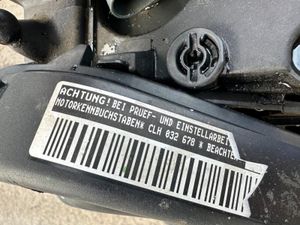 ACHTUNG! BEI PRUEF- UND EINSTELLARBEI
MOTORKENNBUCHSTABEN* CLH 032 678 * BEACHTE